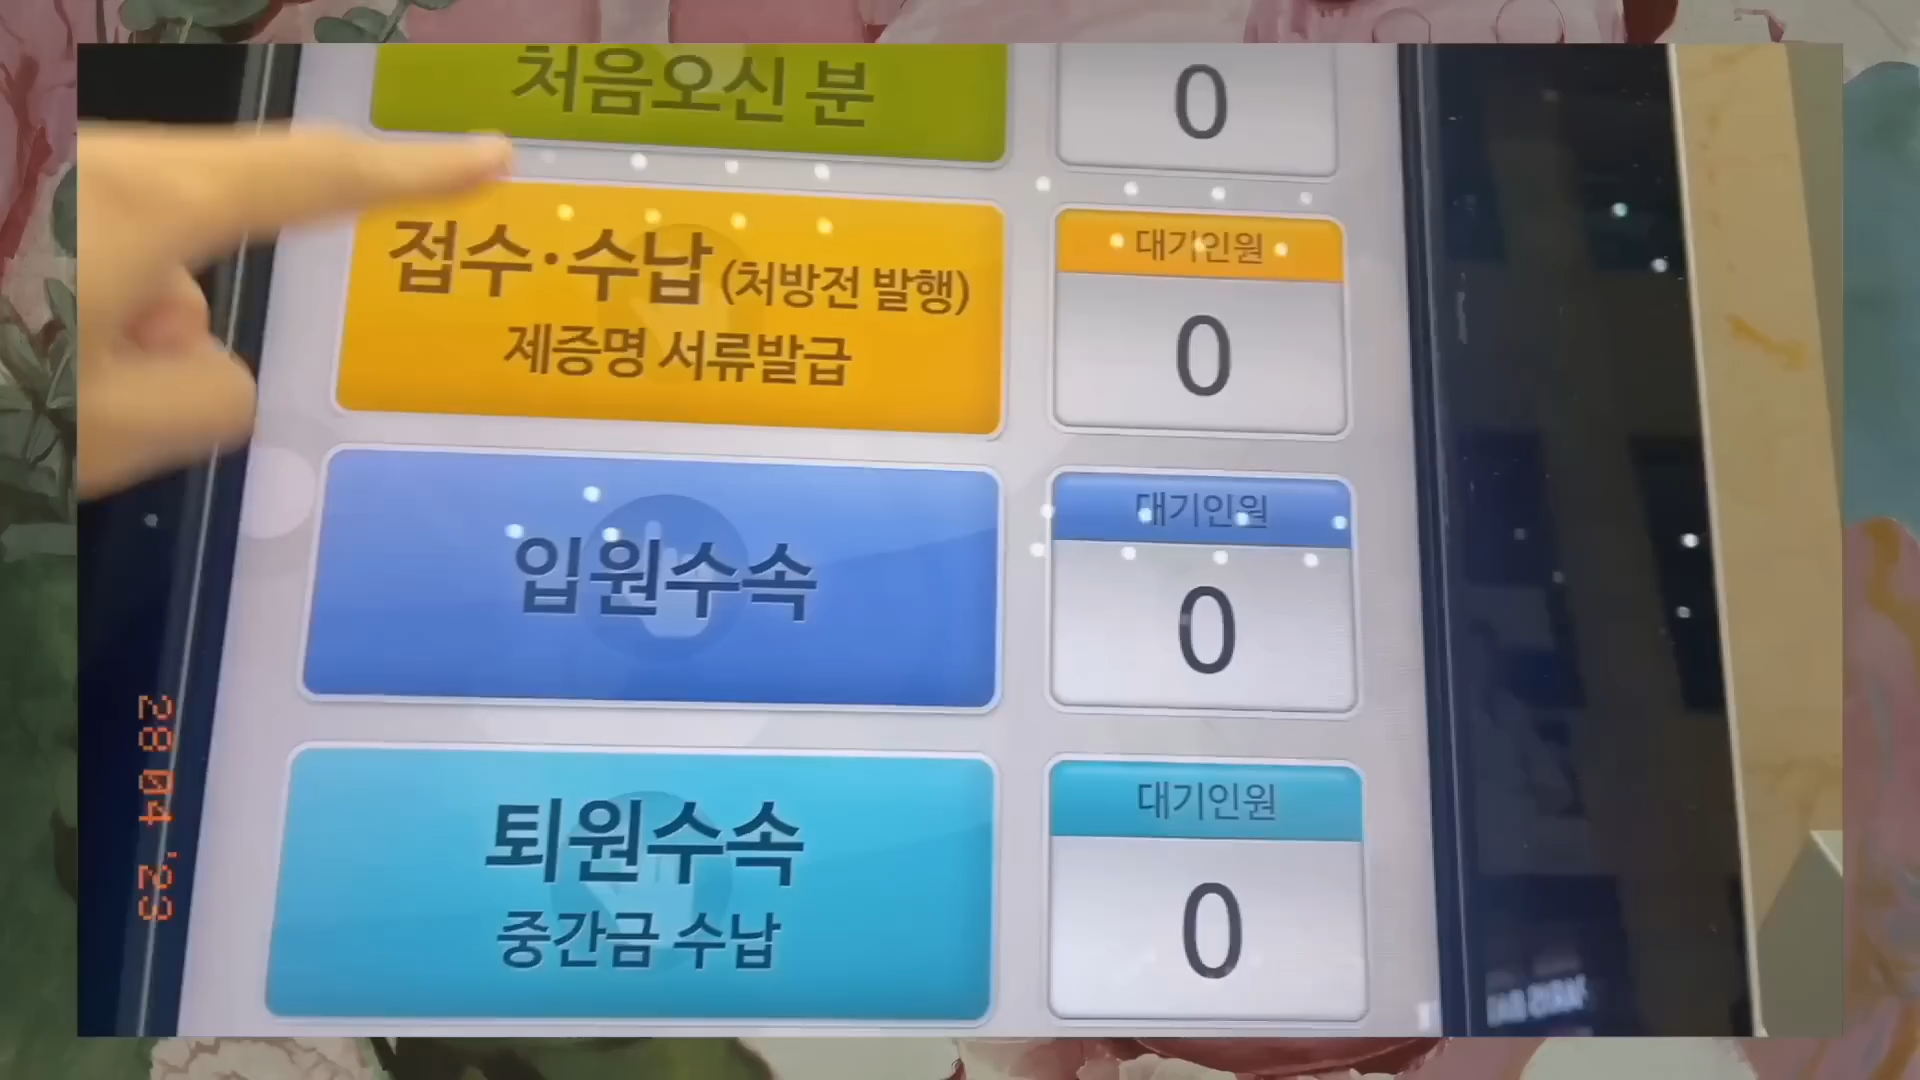 처음오신 분
0
접수·수납 (처방전 발행)
제증명 서류발급
대기인원
0
입원수속
대기인원
0
퇴원수속
중간금 수납
대기인원
0
28 04 '23